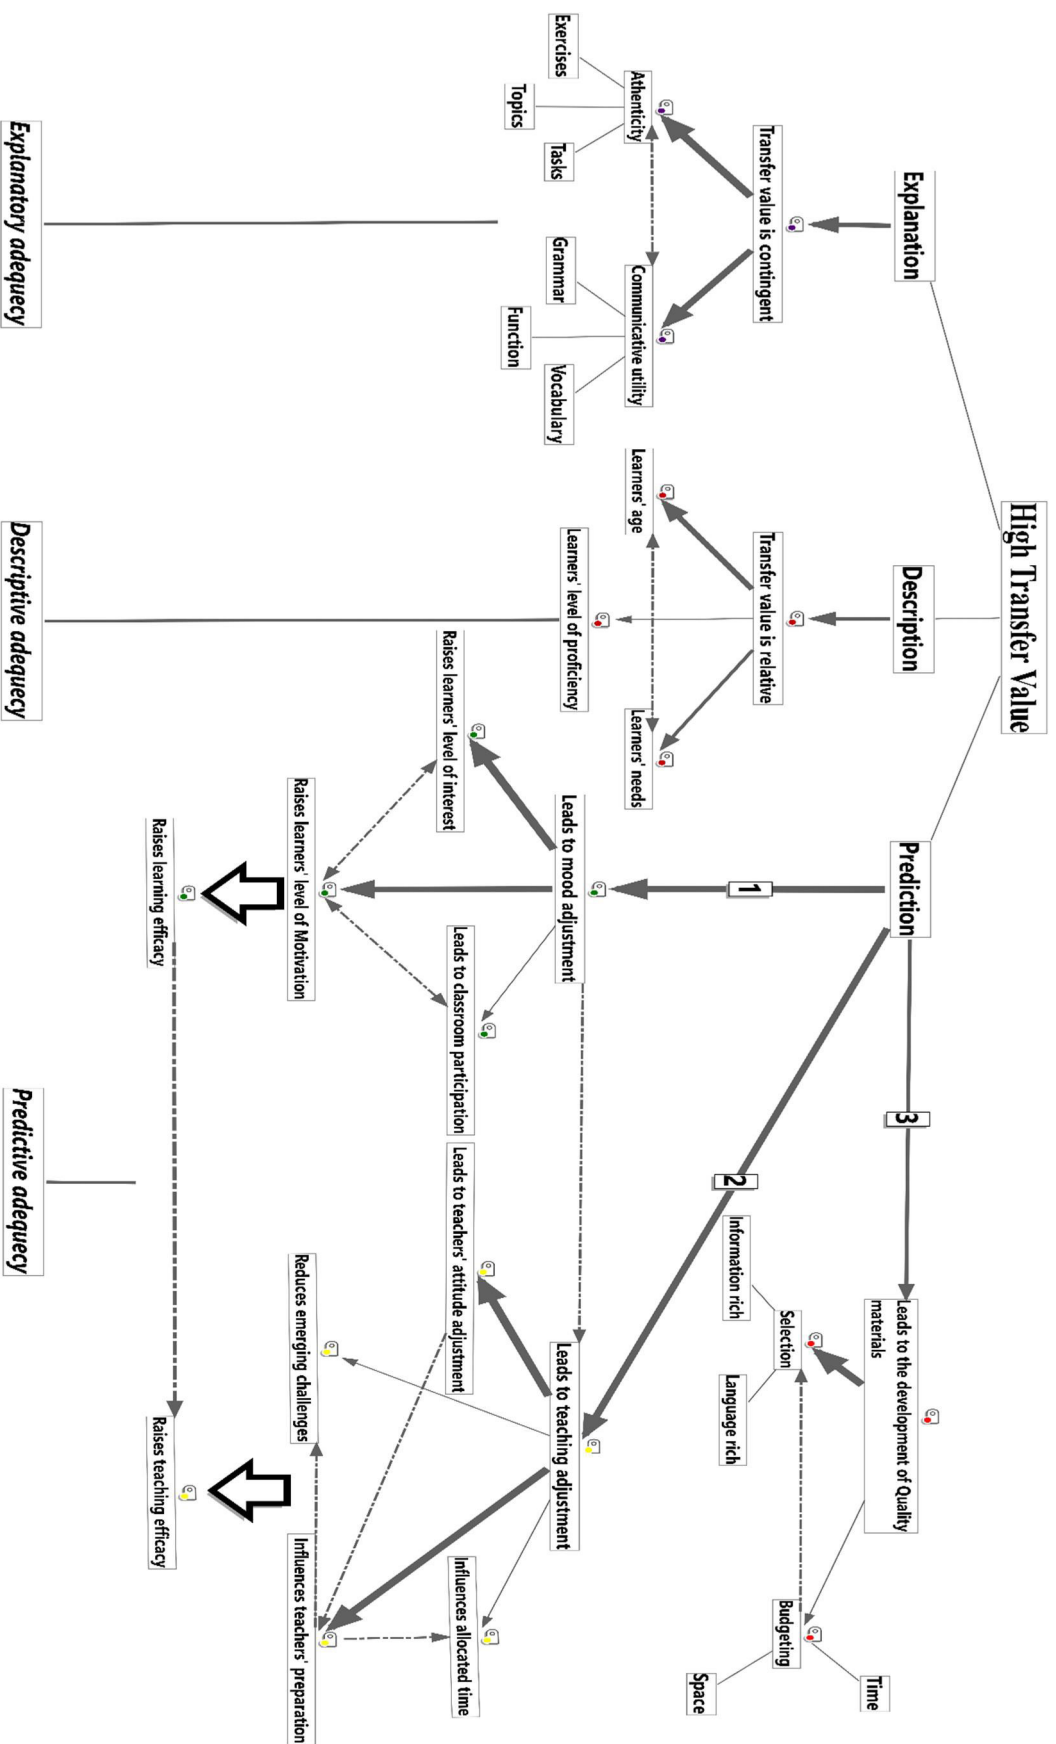 High Transfer Value
Explanation
Description
Prediction
Transfer value is contingent
Athenticity
Exercises
Topics
Tasks
Communicative utility
Grammar
Function
Vocabulary
Transfer value is relative
Learners' age
Learners' level of proficiency
Learners' needs
1
2
3
Leads to mood adjustment
Raises learners' level of interest
Raises learners' level of Motivation
Leads to classroom participation
Raises learning efficacy
Leads to teaching adjustment
Leads to teachers' attitude adjustment
Reduces emerging challenges
Influences teachers' preparation
Influences allocated time
Raises teaching efficacy
Leads to the development of Quality
materials
Selection
Information rich
Language rich
Budgeting
Time
Space
Explanatory adequecy
Descriptive adequecy
Predictive adequecy